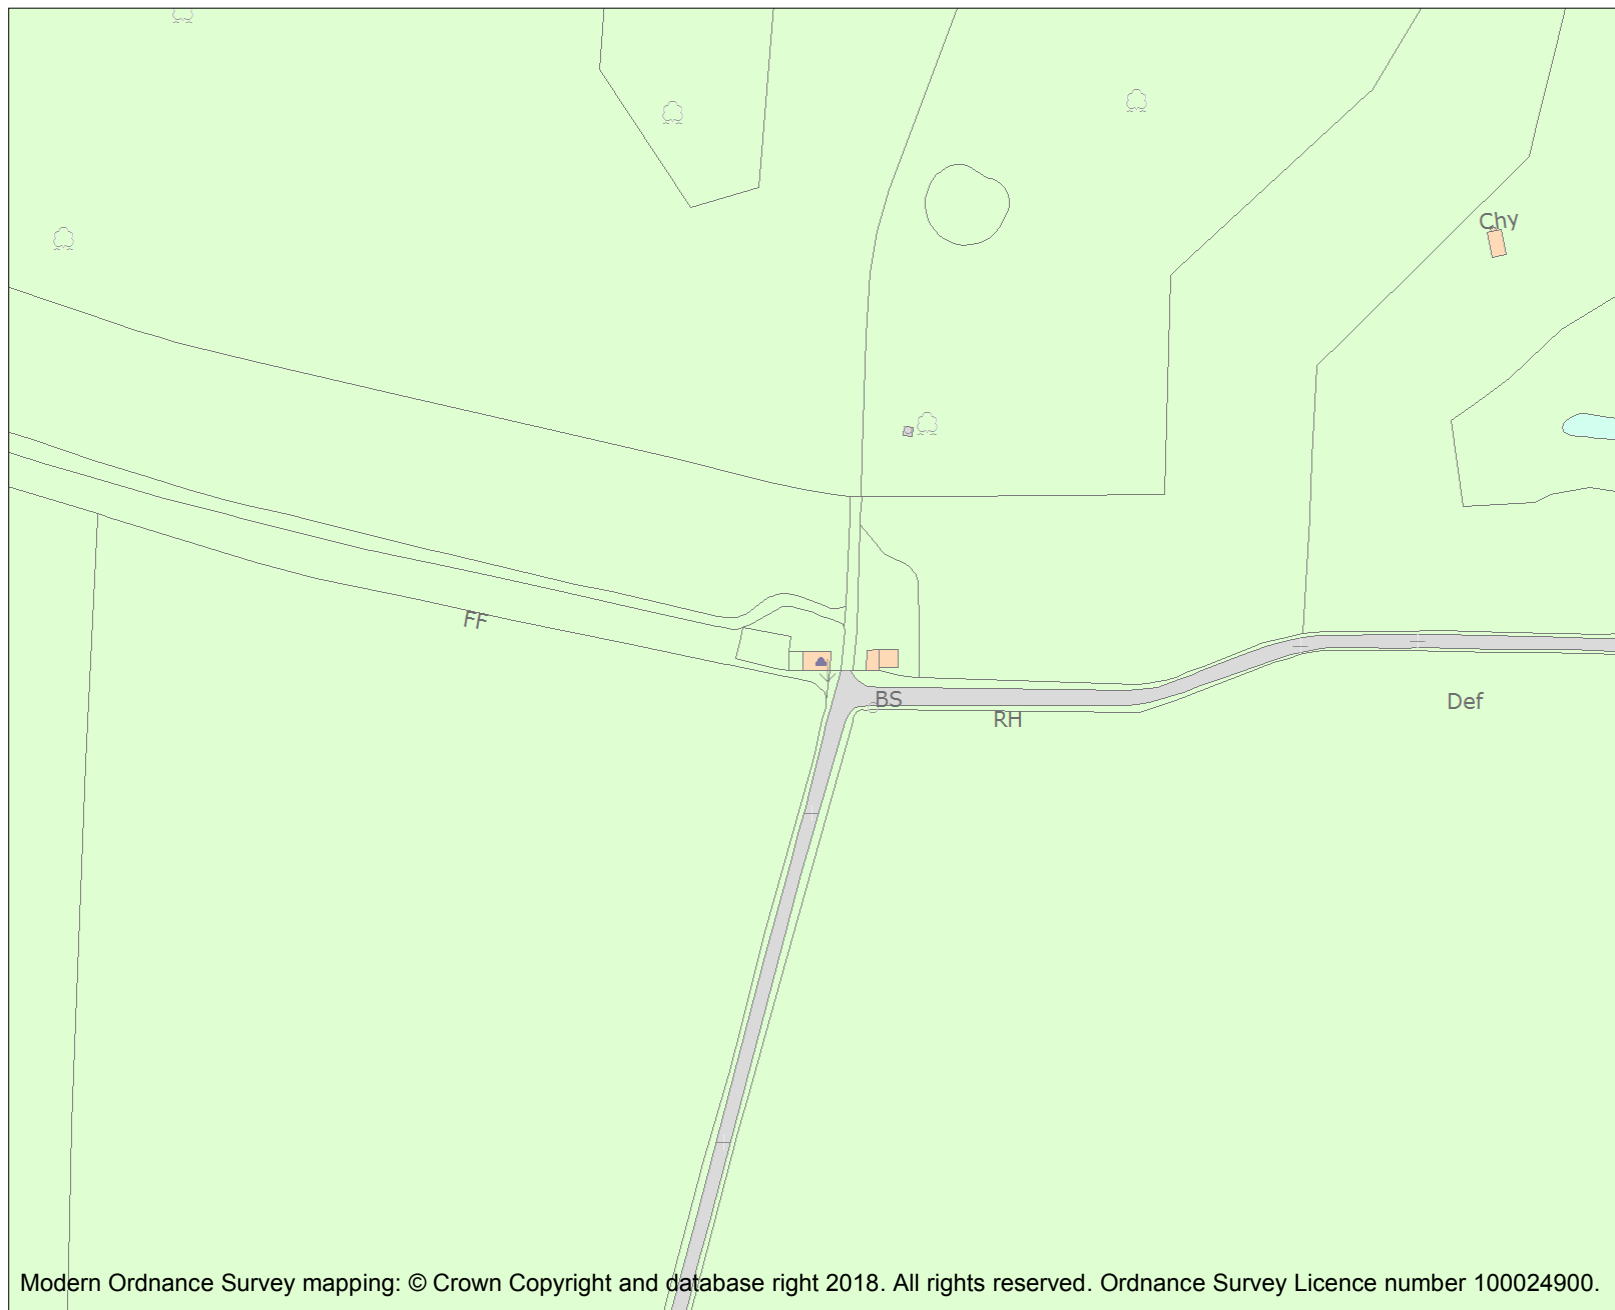 Chy
FF
BS
RH
Def
Modern Ordnance Survey mapping: © Crown Copyright and database right 2018. All rights reserved. Ordnance Survey Licence number 100024900.